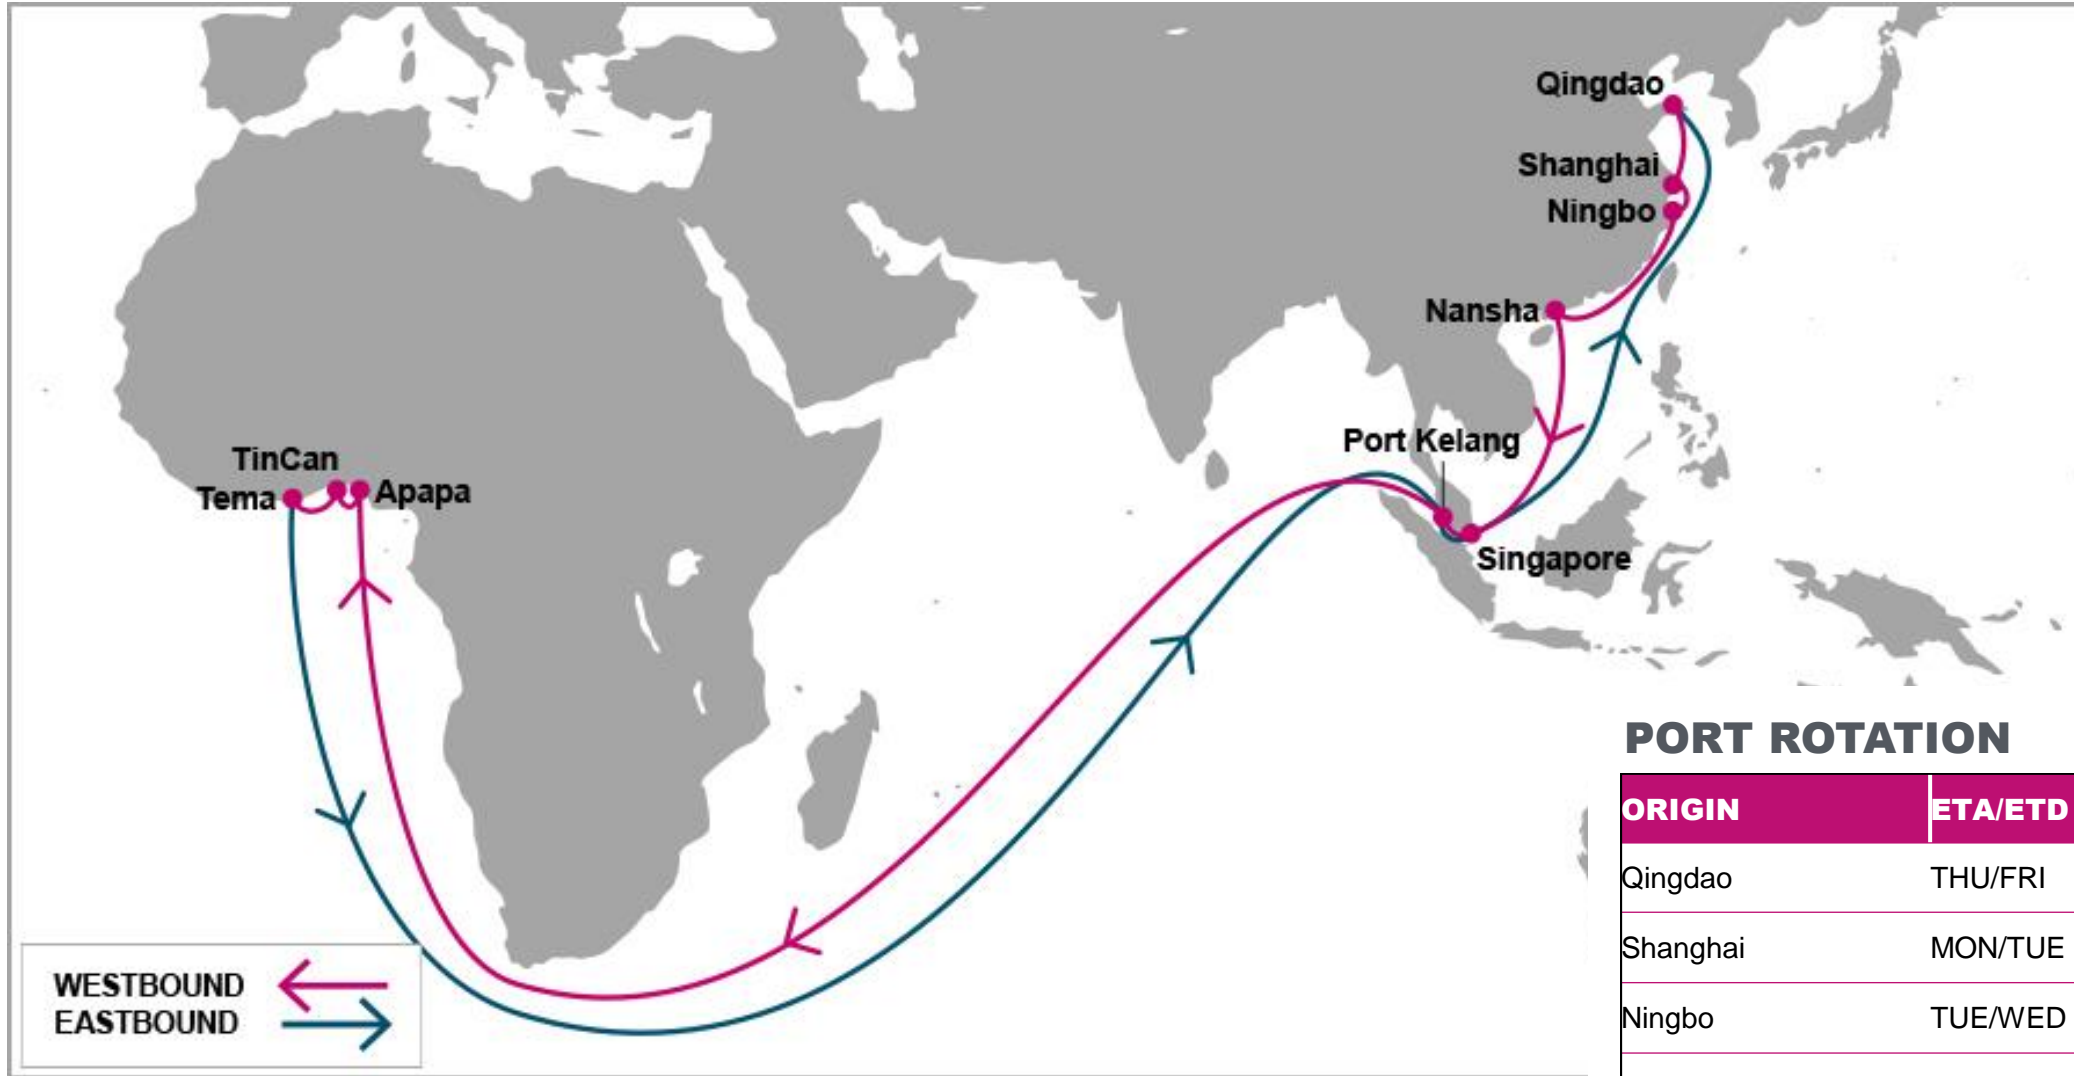 Qingdao
Shanghai
Ningbo
Nansha
Port Kelang
TinCan
Tema
Apapa
Singapore
WESTBOUND
EASTBOUND
PORT ROTATION
ORIGIN ETA/ETD
Qingdao THU/FRI
Shanghai MON/TUE
Ningbo TUE/WED